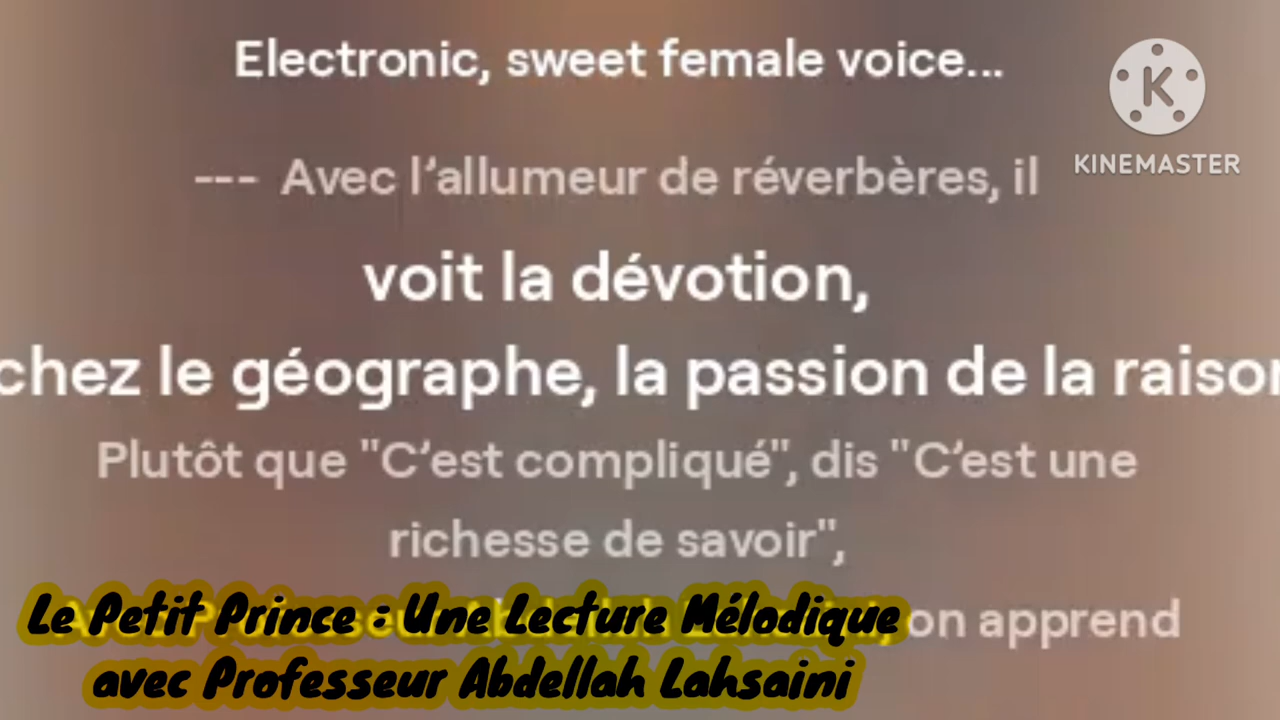 Electronic, sweet female voice...
KINEMASTER
--- Avec l’allumeur de réverbères, il
voit la dévotion,
chez le géographe, la passion de la raison
Plutôt que "C’est compliqué", dis "C’est une
richesse de savoir",
on apprend
Le Petit Prince : Une Lecture Mélodique
avec Professeur Abdellah Lahsaini